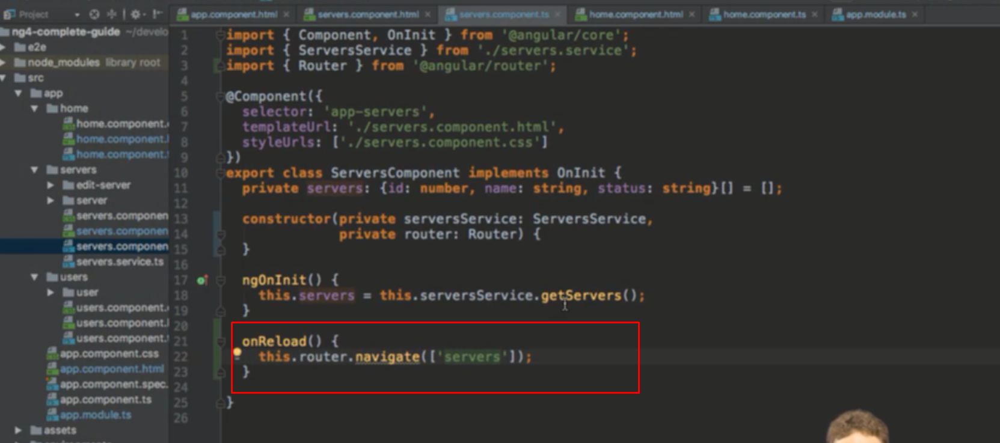 Project
app.component.html
servers.component.html
servers.component.ts
home.component.html
home.component.ts
app.module.ts
ng4-complete-guide ~/develo
e2e
node_modules library root
src
app
home
home.component.
home.component.
home.component.
servers
edit-server
server
servers.componen
servers.componen
servers.componen
servers.service.ts
users
user
users.component.
users.component.
users.component.
app.component.css
app.component.html
app.component.spec.
app.component.ts
app.module.ts
assets
1 import { Component, OnInit } from '@angular/core';
2 import { ServersService } from './servers.service';
3 import { Router } from '@angular/router';
4
5 @Component({
6 selector: 'app-servers',
7 templateUrl: './servers.component.html',
8 styleUrls: ['./servers.component.css']
9 })
10 export class ServersComponent implements OnInit {
11 private servers: {id: number, name: string, status: string}[] = [];
12
13 constructor(private serversService: ServersService,
14 private router: Router) {
15 }
16
17 ngOnInit() {
18 this.servers = this.serversService.getServers();
19 }
20
21 onReload() {
22 this.router.navigate(['servers']);
23 }
24
25 }
26